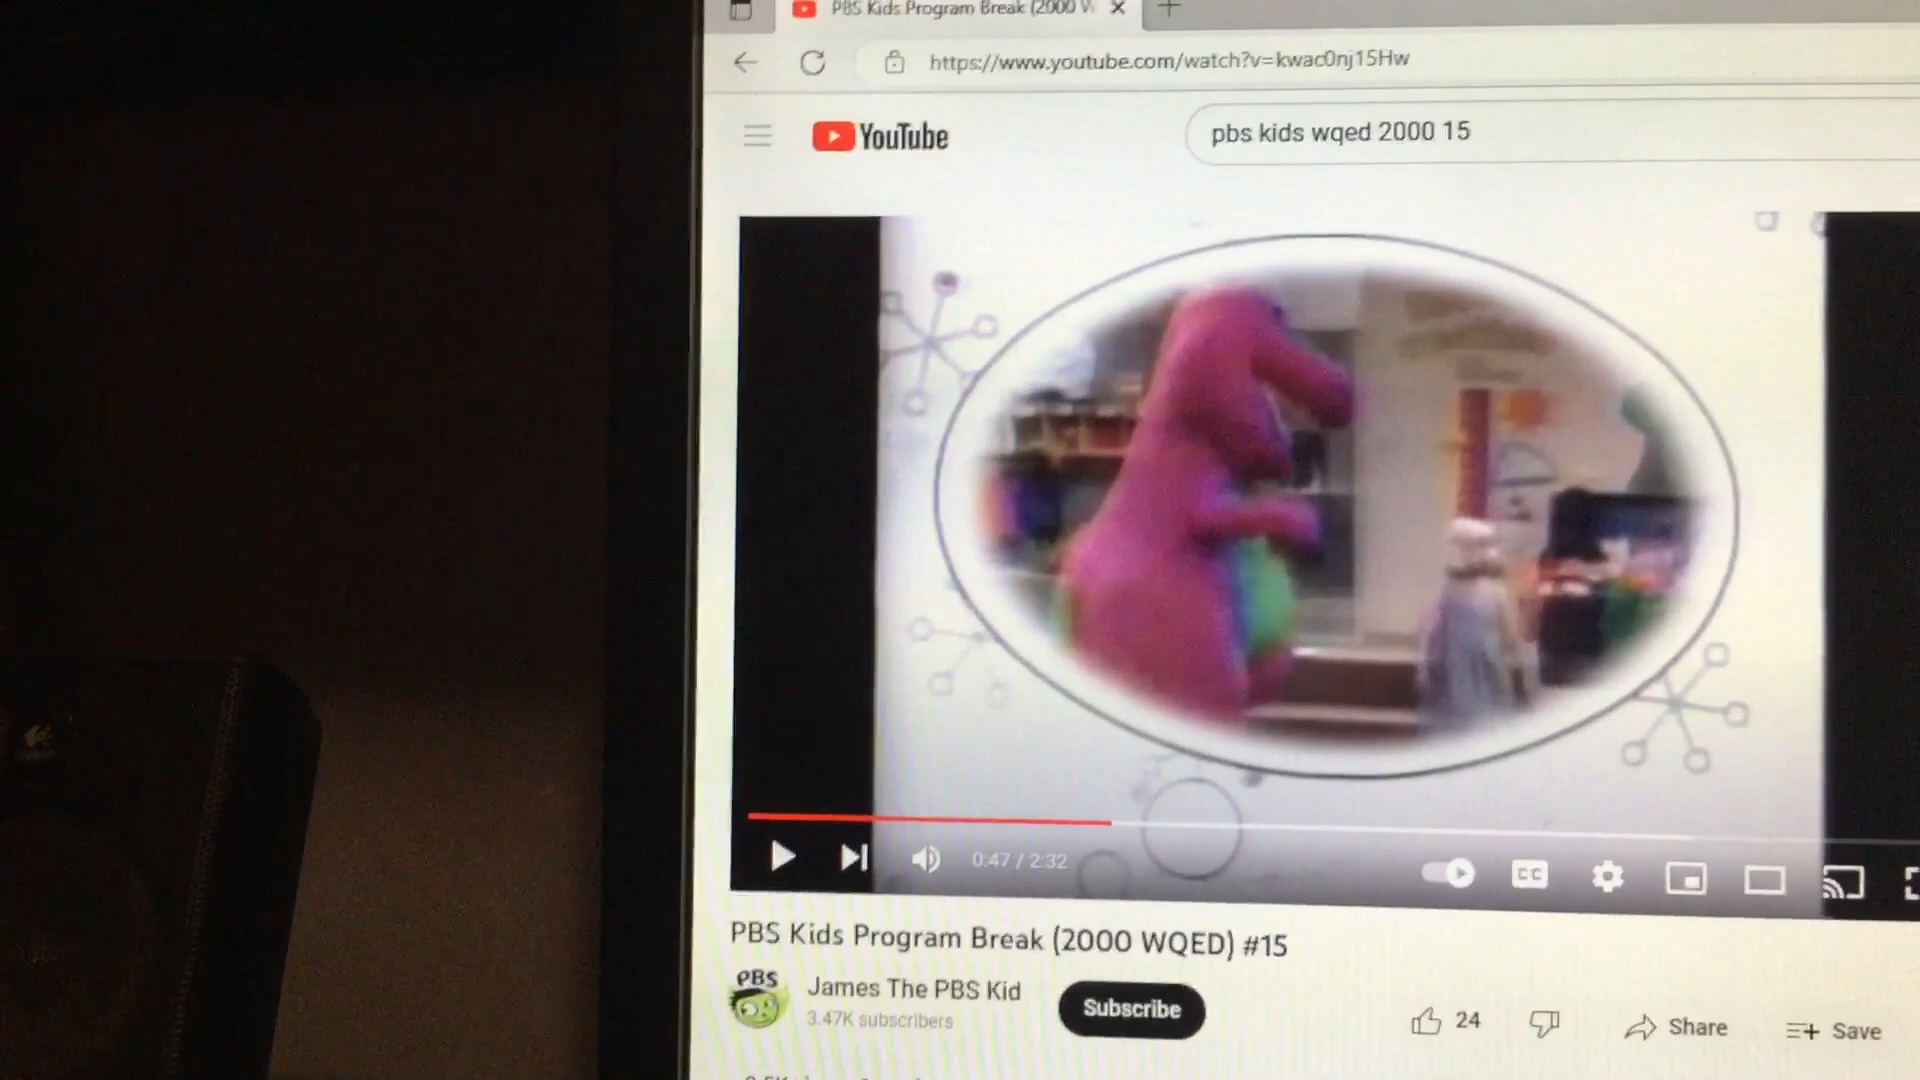 PBS Kids Program Break (2000 W
https://www.youtube.com/watch?v=kwac0nj15Hw
YouTube
pbs kids wqed 2000 15
0:47 / 2:32
CC
PBS Kids Program Break (2000 WQED) #15
PBS
James The PBS Kid
3.47K subscribers
Subscribe
24
Share
Save